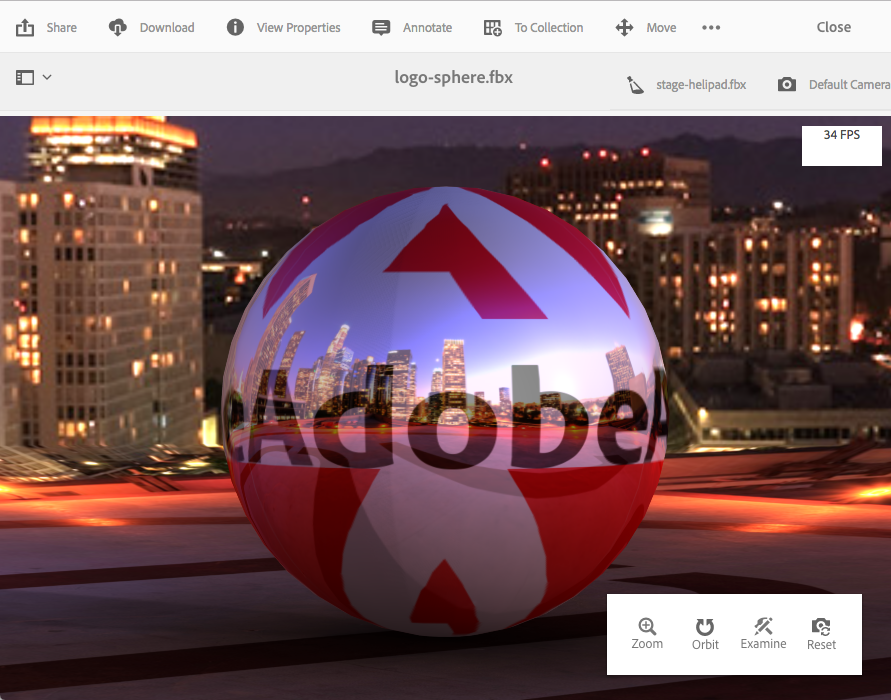 Share Download View Properties Annotate To Collection Move Close
logo-sphere.fbx
stage-helipad.fbx Default Camera
34 FPS
Adobe
Zoom Orbit Examine Reset